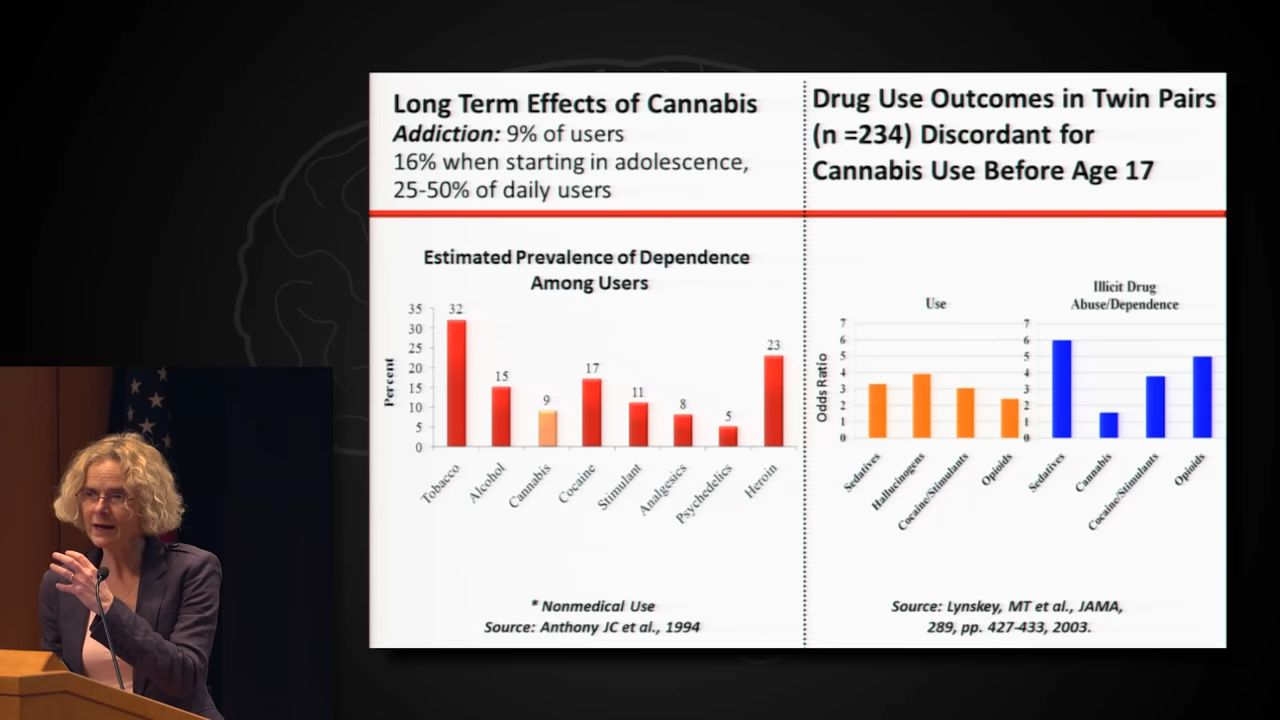 Long Term Effects of Cannabis
Addiction: 9% of users
16% when starting in adolescence,
25-50% of daily users
Estimated Prevalence of Dependence
Among Users
Percent
35
30
25
20
15
10
5
0
32
15
9
17
11
8
5
23
Tobacco
Alcohol
Cannabis
Cocaine
Stimulant
Analgesics
Psychedelics
Heroin
* Nonmedical Use
Source: Anthony JC et al., 1994
Drug Use Outcomes in Twin Pairs
(n =234) Discordant for
Cannabis Use Before Age 17
Use
Odds Ratio
7
6
5
4
3
2
1
0
Sedatives
Hallucinogens
Cocaine/Stimulants
Opioids
Illicit Drug
Abuse/Dependence
7
6
5
4
3
2
1
0
Sedatives
Cannabis
Cocaine/Stimulants
Opioids
Source: Lynskey, MT et al., JAMA,
289, pp. 427-433, 2003.